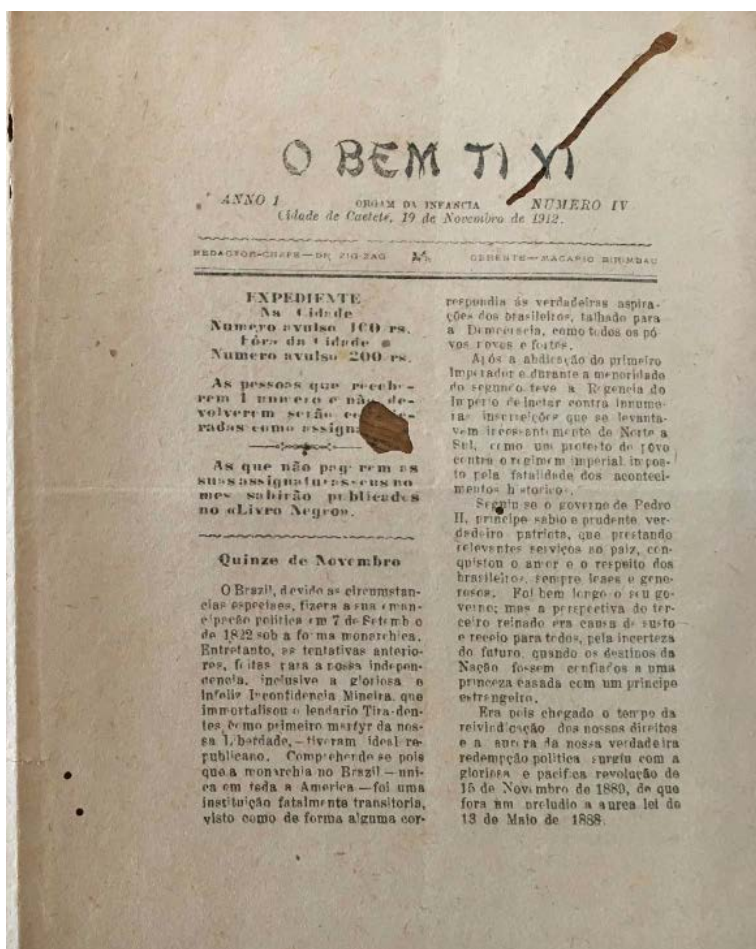 O BEM TI VI
ANNO 1 ORGAM DA INFANCIA NUMERO IV
Cidade de Caeteté, 19 de Novembro de 1912.
REDACTOR-CHEFE—DR. ZIG-ZAG GERENTE—MACARIO BIRIMBAU
EXPEDIENTE
Na Cidade
Numero avulso 100 rs.
Fóra da Cidade
Numero avulso 200 rs.
As pessoas que recebe-
rem 1 numero e não de-
volverem serão
radas como
As que não pagarem as
suas assignaturas
mes sahirão publicados
no «Livro Negro».
Quinze de Novembro
O Brazil, devido as circumstan-
cias especiaes, fizera a sua eman-
cipação politica em 7 de Setembro
de 1822 sob a forma monarchica.
Entretanto, as tentativas anterio-
res, feitas para a nossa indepen-
dencia, inclusive a gloriosa e
infeliz Inconfidencia Mineira, que
immortalisou o lendario Tira-den-
tes como primeiro martyr da nos-
sa Liberdade,—tiveram ideal re-
publicano. Comprehende se pois
que a monarchia no Brazil—uni-
ca em toda a America—foi uma
instituição fatalmente transitoria,
visto como de forma alguma cor-
respondia ás verdadeiras aspira-
ções dos brasileiros, talhado para
a Democracia, como todos os po-
vos novos e fortes.
Após a abdicação do primeiro
Imperador e durante a menoridade
do segundo teve a Regencia do
Imperio de luctar contra innume-
ras insurreições que se levanta-
vam incessantemente de Norte a
Sul, como um protesto do povo
contra o regimem imperial, impos-
to pela fatalidade dos aconteci-
mentos historicos.
Seguiu se o governo de Pedro
II, principe sabio e prudente, ver-
dadeiro patriota, que prestando
relevantes serviços ao paiz, con-
quistou o amor e o respeito dos
brasileiros, sempre leaes e gene-
rosos. Foi bem longo o seu go-
verno; mas a perspectiva do ter-
ceiro reinado era causa de susto
e receio para todos, pela incerteza
do futuro, quando os destinos da
Nação fossem confiados a uma
princeza casada com um principe
estrangeiro.
Era pois chegado o tempo da
reivindicação dos nossos direitos
e a aurora da nossa verdadeira
redempção politica surgiu com a
gloriosa e pacifica revolução de
15 de Novembro de 1889, de que
fora um preludio a aurea lei de
13 de Maio de 1888.